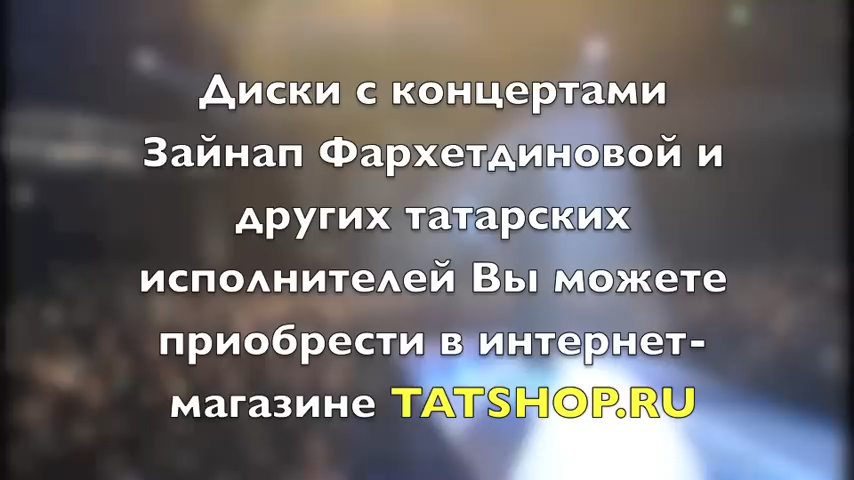 Диски с концертами
Зайнап Фархетдиновой и
других татарских
исполнителей Вы можете
приобрести в интернет-
магазине TATSHOP.RU